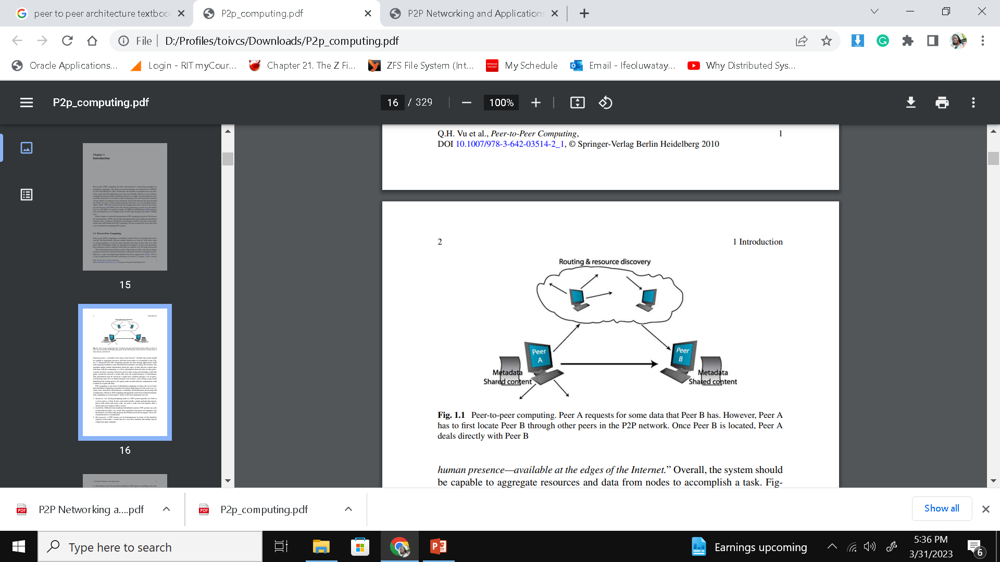 peer to peer architecture textbool
P2p_computing.pdf
P2P Networking and Applications
File
D:/Profiles/toivcs/Downloads/P2p_computing.pdf
Oracle Applications...
Login - RIT myCour...
Chapter 21. The Z Fi...
ZFS File System (Int...
My Schedule
Email - Ifeoluwatay...
Why Distributed Sys...
P2p_computing.pdf
16 / 329
100%
15
16
Q.H. Vu et al., Peer-to-Peer Computing, 1
DOI 10.1007/978-3-642-03514-2_1, © Springer-Verlag Berlin Heidelberg 2010
2 1 Introduction
Routing & resource discovery
Peer
A
Peer
B
Metadata
Shared content
Metadata
Shared content
Fig. 1.1 Peer-to-peer computing. Peer A requests for some data that Peer B has. However, Peer A
has to first locate Peer B through other peers in the P2P network. Once Peer B is located, Peer A
deals directly with Peer B
human presence—available at the edges of the Internet.” Overall, the system should
be capable to aggregate resources and data from nodes to accomplish a task. Fig-
P2P Networking a....pdf
P2p_computing.pdf
Show all
Type here to search
Earnings upcoming
5:36 PM
3/31/2023
6